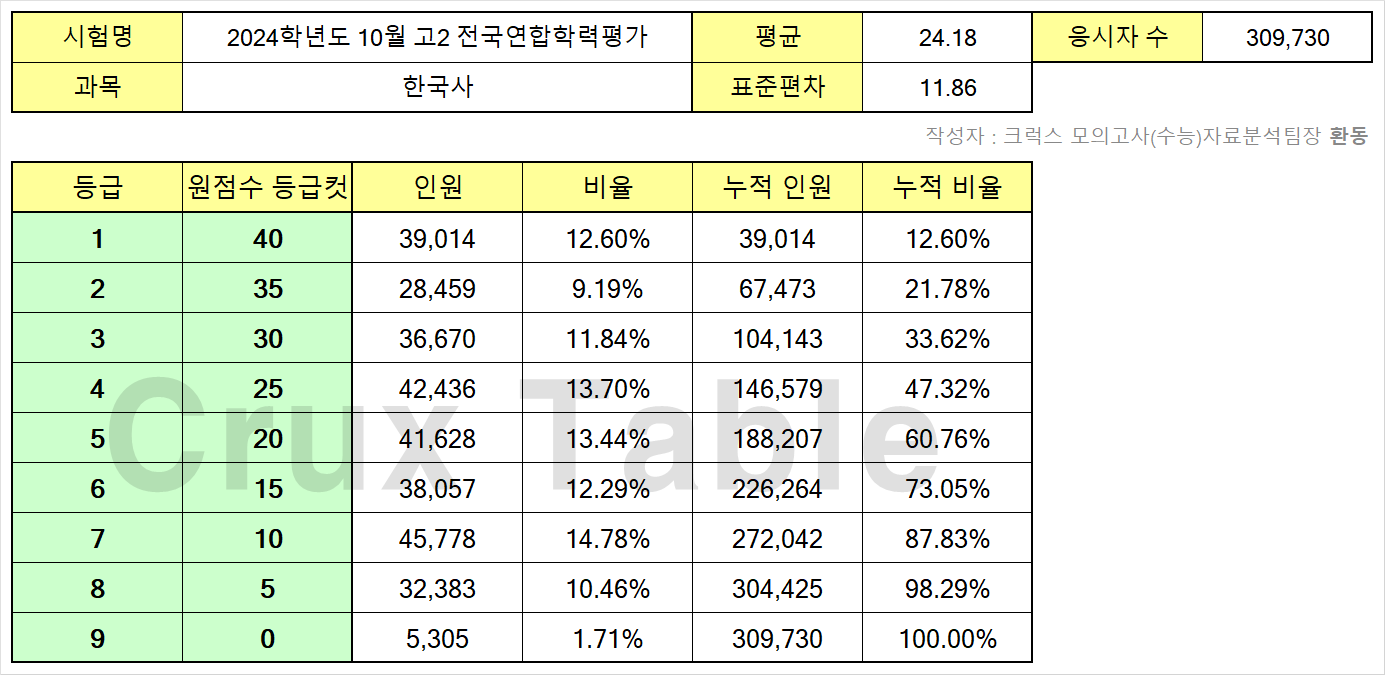 시험명 2024학년도 10월 고2 전국연합학력평가 평균 24.18 응시자 수 309,730
과목 한국사 표준편차 11.86
작성자 : 크럭스 모의고사(수능)자료분석팀장 환동
등급 원점수 등급컷 인원 비율 누적 인원 누적 비율
1 40 39,014 12.60% 39,014 12.60%
2 35 28,459 9.19% 67,473 21.78%
3 30 36,670 11.84% 104,143 33.62%
4 25 42,436 13.70% 146,579 47.32%
5 20 41,628 13.44% 188,207 60.76%
6 15 38,057 12.29% 226,264 73.05%
7 10 45,778 14.78% 272,042 87.83%
8 5 32,383 10.46% 304,425 98.29%
9 0 5,305 1.71% 309,730 100.00%
Crux Table